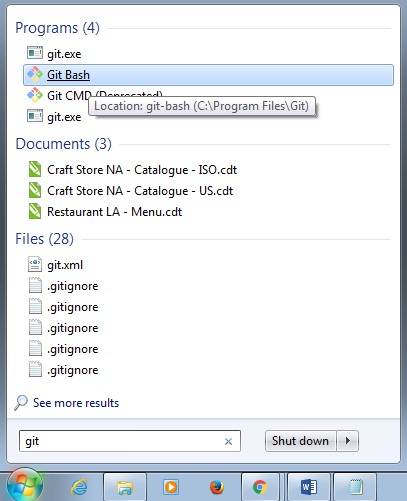 Programs (4)
git.exe
Git Bash
Git CMD (Deprecated)
Location: git-bash (C:\Program Files\Git)
git.exe
Documents (3)
Craft Store NA - Catalogue - ISO.cdt
Craft Store NA - Catalogue - US.cdt
Restaurant LA - Menu.cdt
Files (28)
git.xml
.gitignore
.gitignore
.gitignore
.gitignore
.gitignore
See more results
git
Shut down